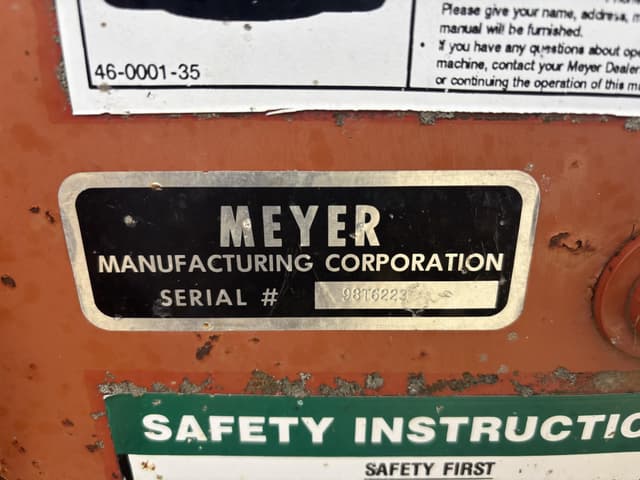 Please give your name, address, m
manual will be furnished.
• If you have any questions about ope
machine, contact your Meyer Dealer
or continuing the operation of this m
46-0001-35
MEYER
MANUFACTURING CORPORATION
SERIAL # 98T6223
SAFETY INSTRUCTIO
SAFETY FIRST